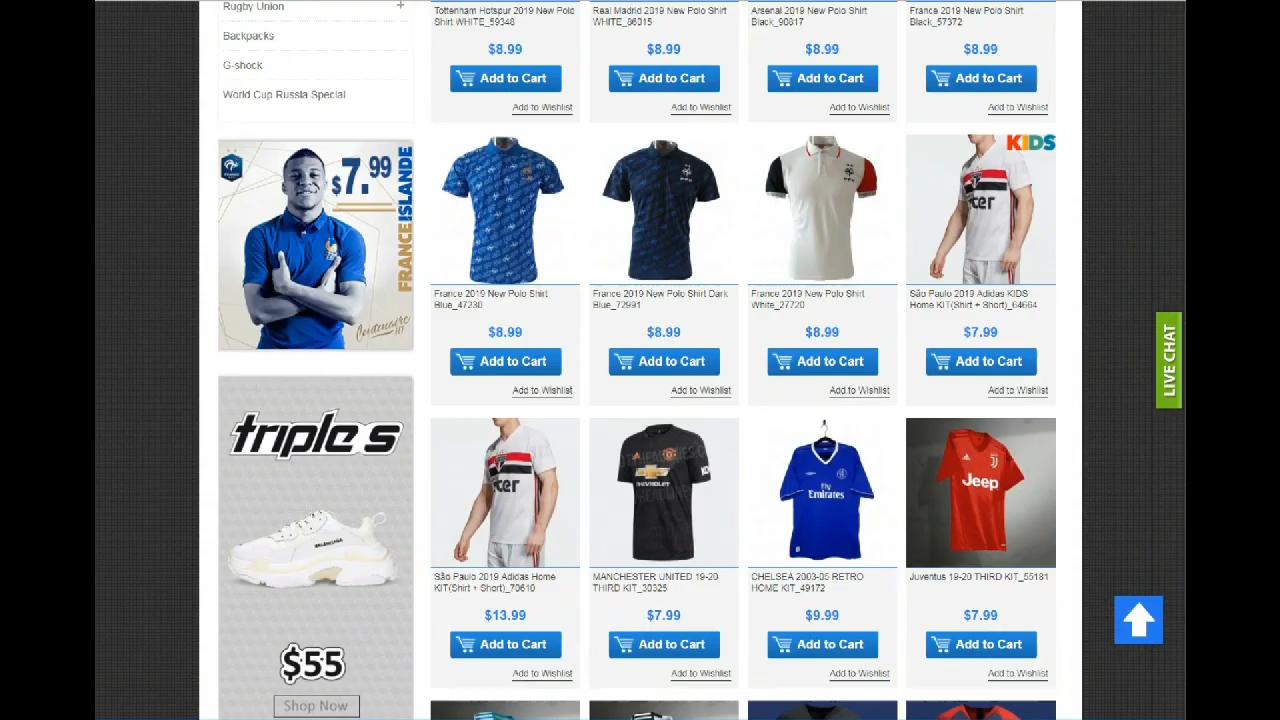 Rugby Union +
Backpacks
G-shock
World Cup Russia Special
Tottenham Hotspur 2019 New Polo
Shirt WHITE_59348
$8.99
Add to Cart
Add to Wishlist
Real Madrid 2019 New Polo Shirt
WHITE_86015
$8.99
Add to Cart
Add to Wishlist
Arsenal 2019 New Polo Shirt
Black_90817
$8.99
Add to Cart
Add to Wishlist
France 2019 New Polo Shirt
Black_57372
$8.99
Add to Cart
Add to Wishlist
FRANCE
$7.99
FRANCE ISLANDE
Centenaire
KIDS
France 2019 New Polo Shirt
Blue_47230
$8.99
Add to Cart
Add to Wishlist
France 2019 New Polo Shirt Dark
Blue_72991
$8.99
Add to Cart
Add to Wishlist
France 2019 New Polo Shirt
White_27720
$8.99
Add to Cart
Add to Wishlist
São Paulo 2019 Adidas KIDS
Home KIT(Shirt + Short)_64664
$7.99
Add to Cart
Add to Wishlist
LIVE CHAT
triple s
BALENCIAGA
$55
Shop Now
São Paulo 2019 Adidas Home
KIT(Shirt + Short)_70610
$13.99
Add to Cart
Add to Wishlist
CHEVROLET
MANCHESTER UNITED 19-20
THIRD KIT_30325
$7.99
Add to Cart
Add to Wishlist
Fly
Emirates
CHELSEA 2003-05 RETRO
HOME KIT_49172
$9.99
Add to Cart
Add to Wishlist
Jeep
Juventus 19-20 THIRD KIT_55181
$7.99
Add to Cart
Add to Wishlist